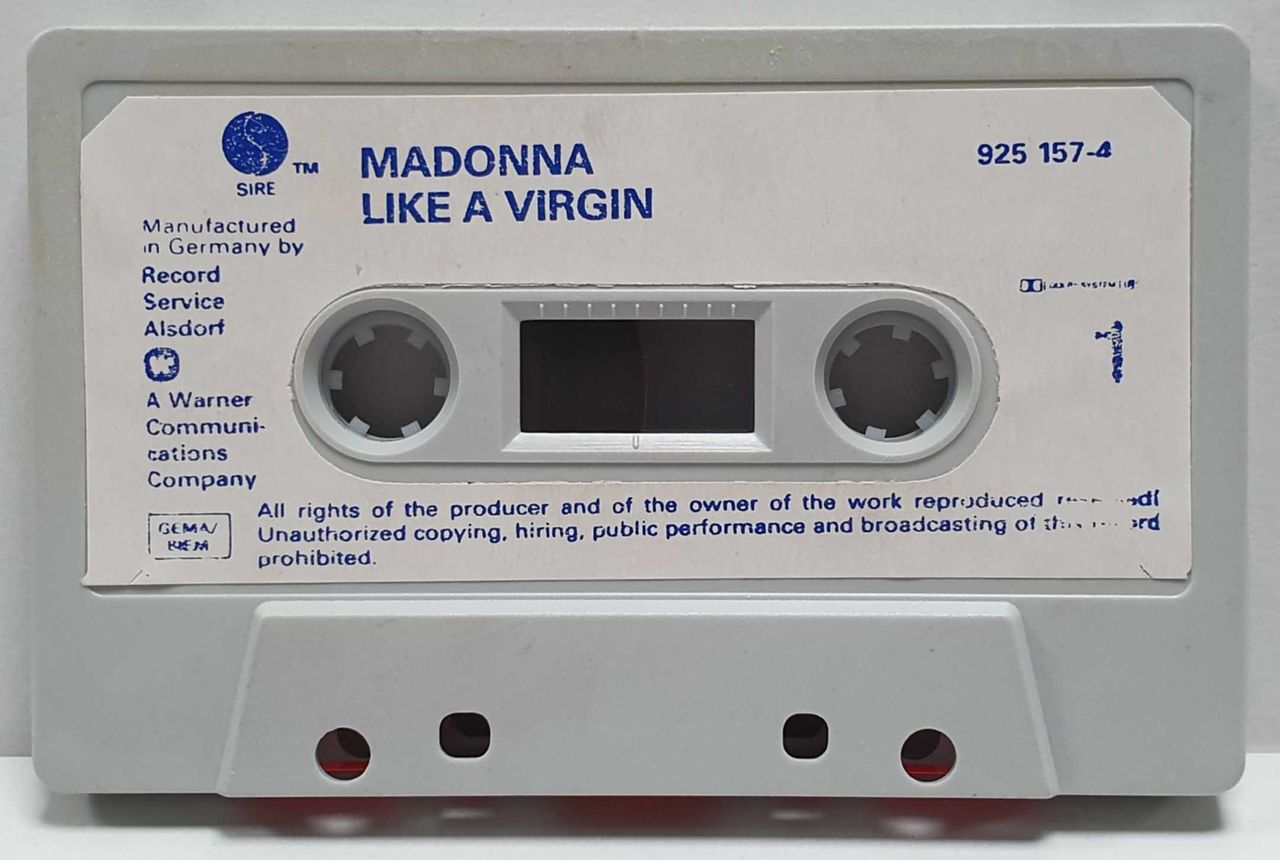 SIRE
TM
MADONNA
LIKE A VIRGIN
925 157-4
Manufactured
in Germany by
Record
Service
Alsdorf
A Warner
Communi-
cations
Company
1
GEMA/
All rights of the producer and of the owner of the work reproduced
Unauthorized copying, hiring, public performance and broadcasting of
prohibited.